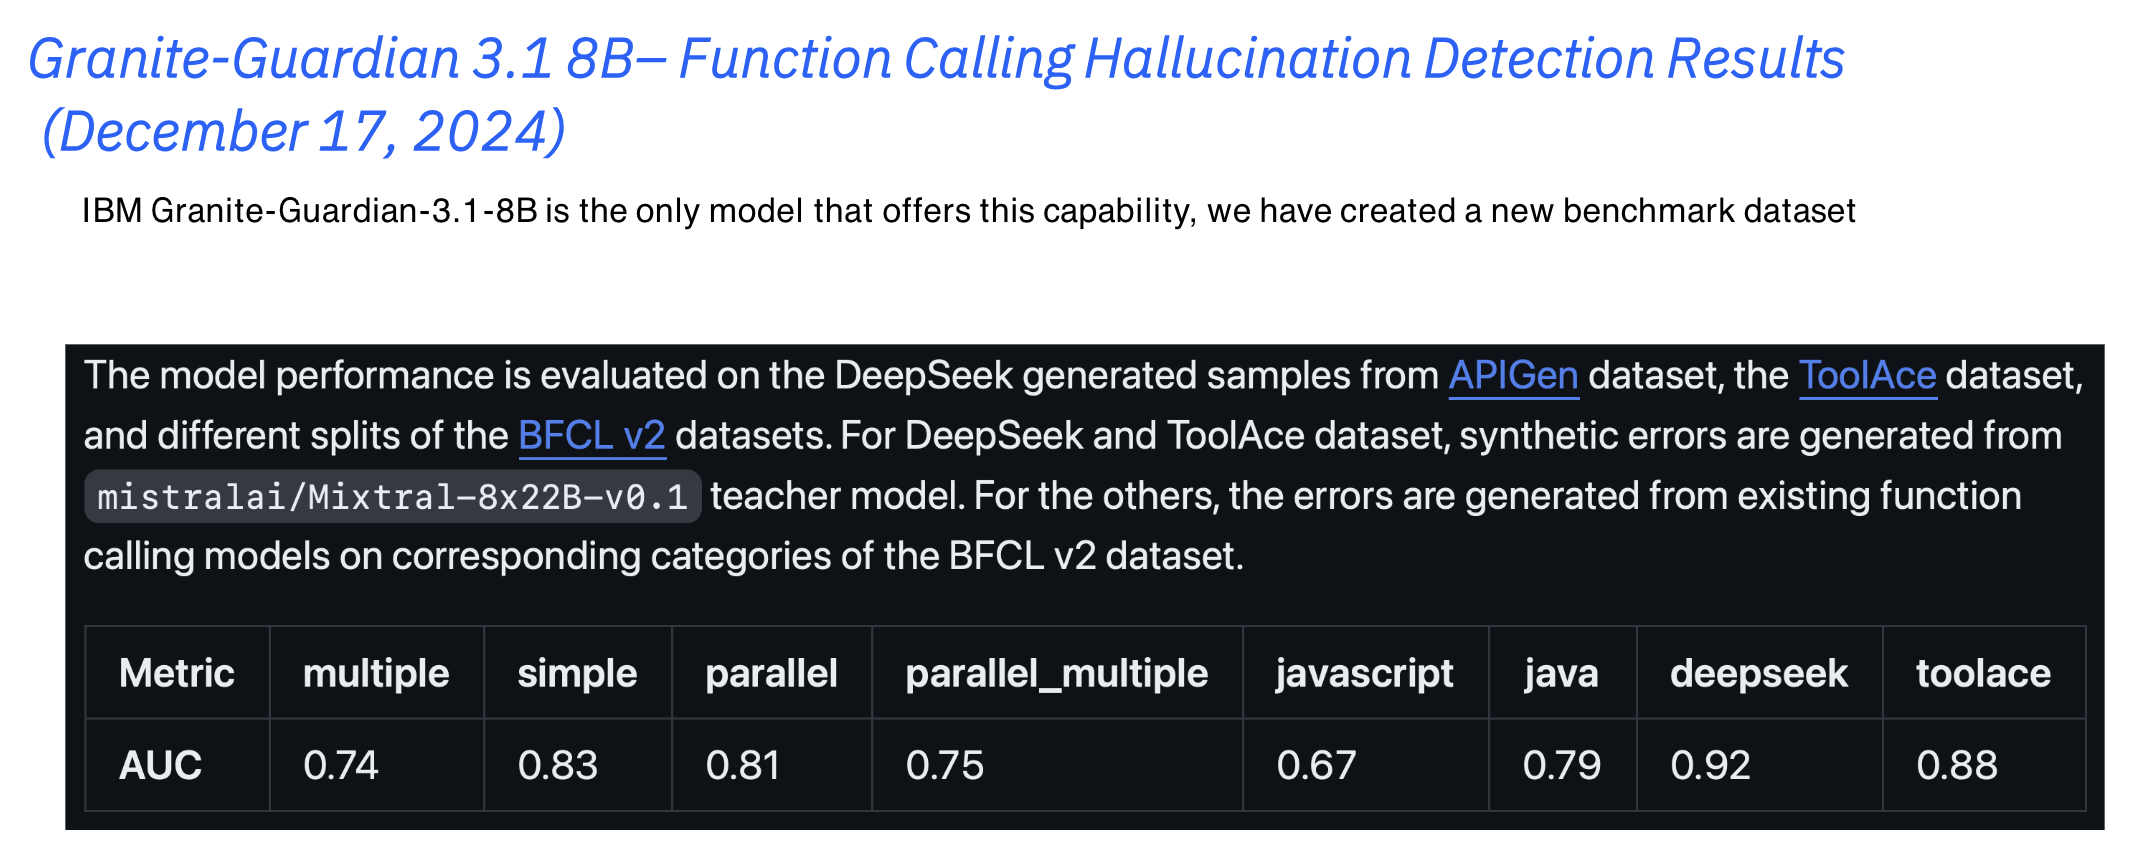 Granite-Guardian 3.1 8B– Function Calling Hallucination Detection Results
(December 17, 2024)
IBM Granite-Guardian-3.1-8B is the only model that offers this capability, we have created a new benchmark dataset
The model performance is evaluated on the DeepSeek generated samples from APIGen dataset, the ToolAce dataset,
and different splits of the BFCL v2 datasets. For DeepSeek and ToolAce dataset, synthetic errors are generated from
mistralai/Mixtral-8x22B-v0.1 teacher model. For the others, the errors are generated from existing function
calling models on corresponding categories of the BFCL v2 dataset.
Metric multiple simple parallel parallel_multiple javascript java deepseek toolace
AUC 0.74 0.83 0.81 0.75 0.67 0.79 0.92 0.88